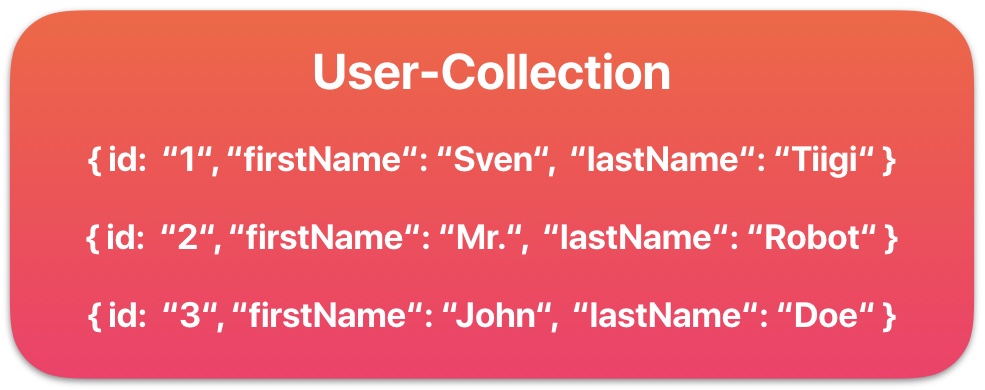 User-Collection
{ id: “1“, “firstName“: “Sven“, “lastName“: “Tiigi“ }
{ id: “2“, “firstName“: “Mr.“, “lastName“: “Robot“ }
{ id: “3“, “firstName“: “John“, “lastName“: “Doe“ }